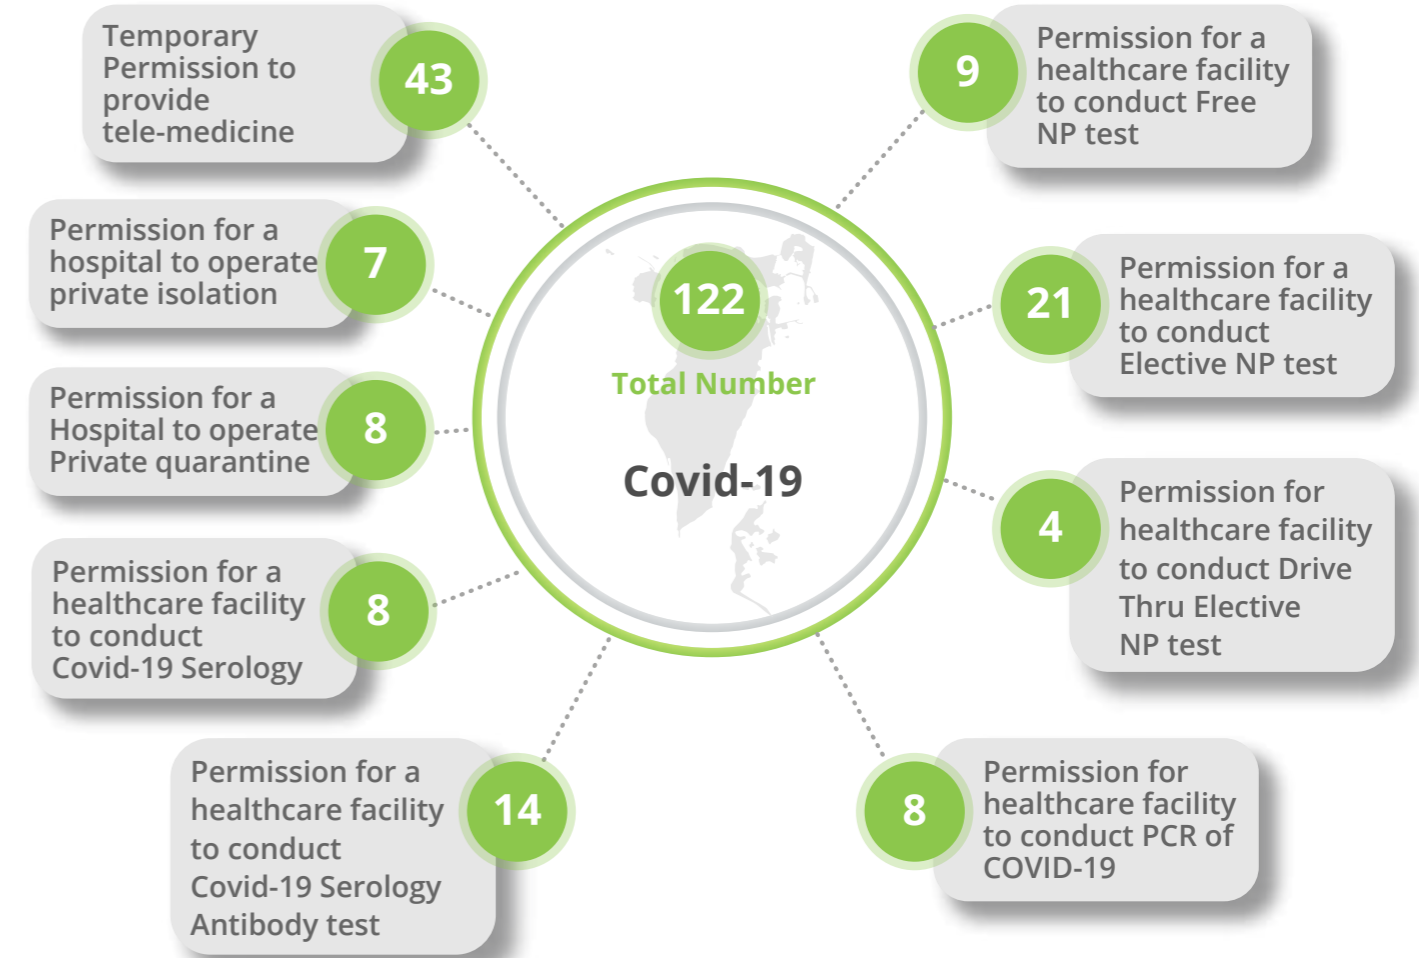 Temporary
Permission to
provide
tele-medicine
43
Permission for a
hospital to operate
private isolation
7
Permission for a
Hospital to operate
Private quarantine
8
Permission for a
healthcare facility
to conduct
Covid-19 Serology
8
Permission for a
healthcare facility
to conduct
Covid-19 Serology
Antibody test
14
122
Total Number
Covid-19
9
Permission for a
healthcare facility
to conduct Free
NP test
21
Permission for a
healthcare facility
to conduct
Elective NP test
4
Permission for
healthcare facility
to conduct Drive
Thru Elective
NP test
8
Permission for
healthcare facility
to conduct PCR of
COVID-19